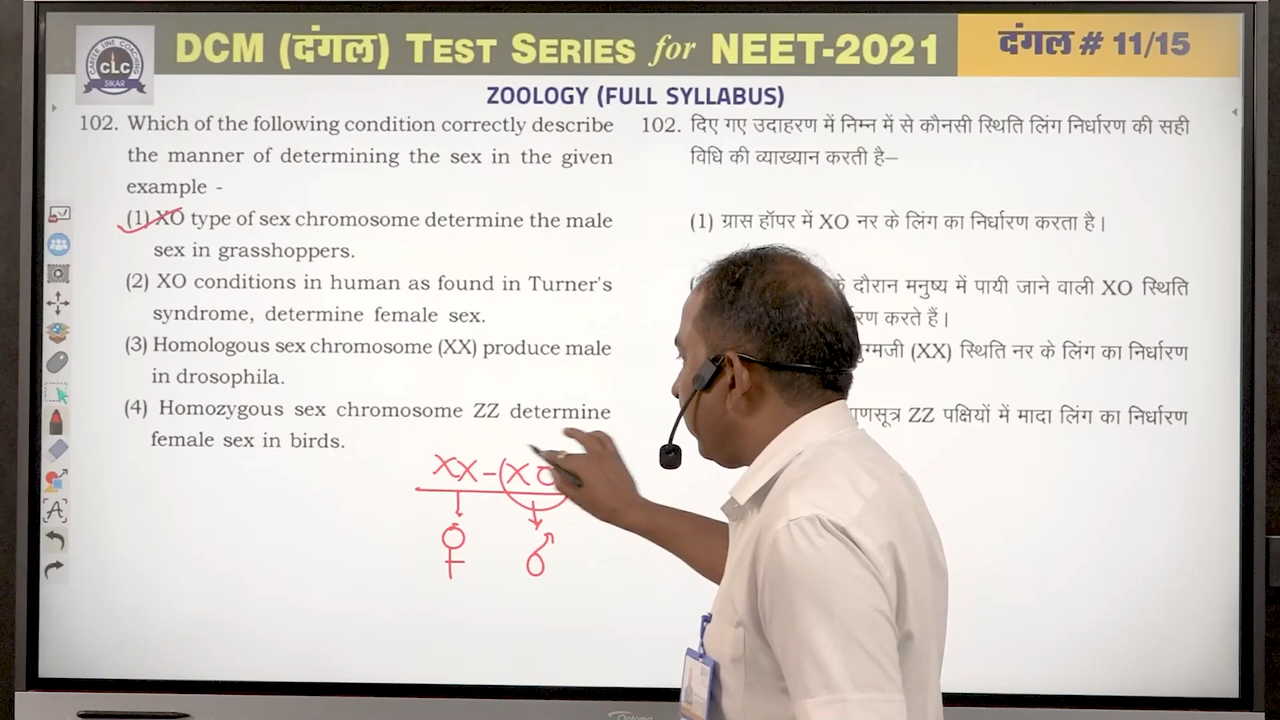 DCM (दंगल) TEST SERIES for NEET-2021
दंगल # 11/15
CAREER LINE COACHING
CLC
SIKAR
ZOOLOGY (FULL SYLLABUS)
102. Which of the following condition correctly describe
the manner of determining the sex in the given
example -
(1) XO type of sex chromosome determine the male
sex in grasshoppers.
(2) XO conditions in human as found in Turner's
syndrome, determine female sex.
(3) Homologous sex chromosome (XX) produce male
in drosophila.
(4) Homozygous sex chromosome ZZ determine
female sex in birds.
XX-(XO
♀ ♂
102. दिए गए उदाहरण में निम्न में से कौनसी स्थिति लिंग निर्धारण की सही
विधि की व्याख्यान करती है–
(1) ग्रास हॉपर में XO नर के लिंग का निर्धारण करता है।
के दौरान मनुष्य में पायी जाने वाली XO स्थिति
करते हैं।
(XX) स्थिति नर के लिंग का निर्धारण
ZZ पक्षियों में मादा लिंग का निर्धारण
A
Optoma